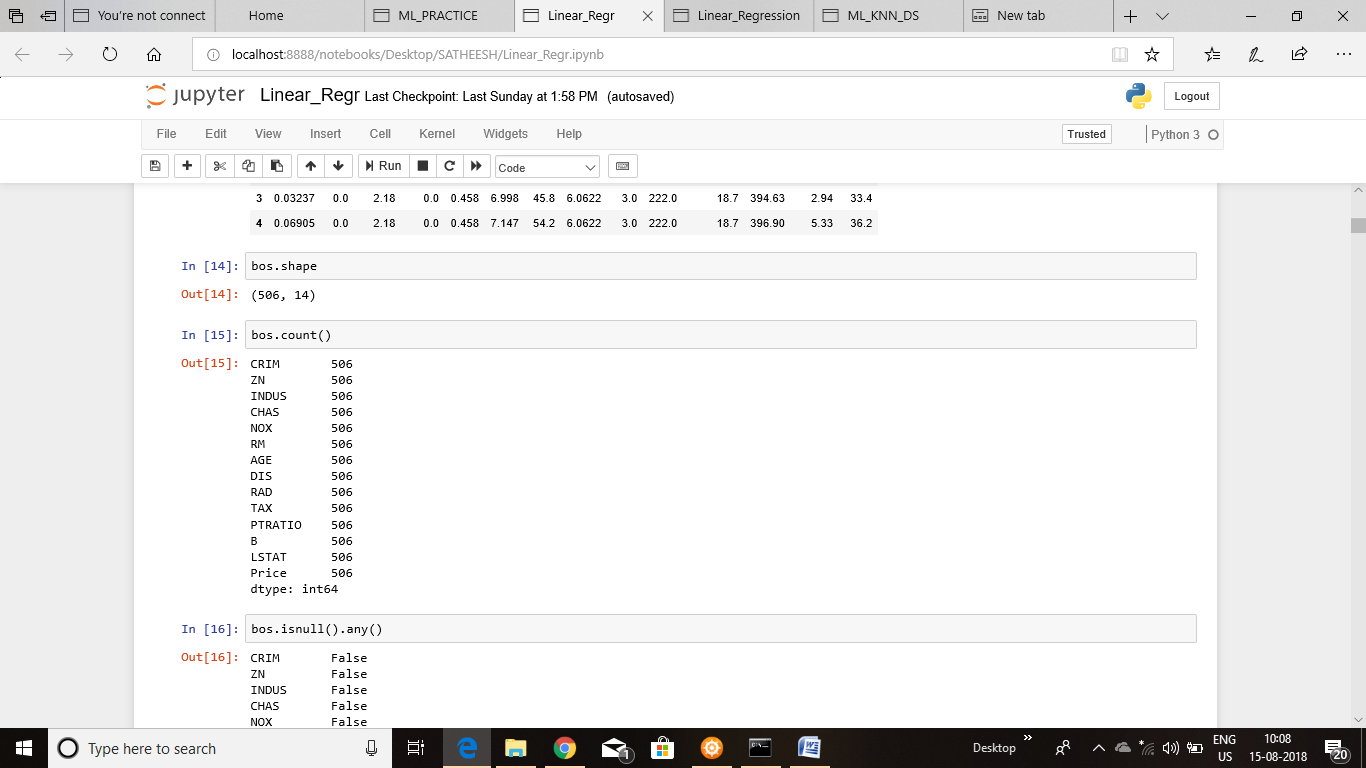 You're not connect
Home
ML_PRACTICE
Linear_Regr
Linear_Regression
ML_KNN_DS
New tab
localhost:8888/notebooks/Desktop/SATHEESH/Linear_Regr.ipynb
jupyter Linear_Regr Last Checkpoint: Last Sunday at 1:58 PM (autosaved)
Logout
File Edit View Insert Cell Kernel Widgets Help
Trusted
Python 3
Run
Code
3 0.03237 0.0 2.18 0.0 0.458 6.998 45.8 6.0622 3.0 222.0 18.7 394.63 2.94 33.4
4 0.06905 0.0 2.18 0.0 0.458 7.147 54.2 6.0622 3.0 222.0 18.7 396.90 5.33 36.2
In [14]: bos.shape
Out[14]: (506, 14)
In [15]: bos.count()
Out[15]: CRIM 506
ZN 506
INDUS 506
CHAS 506
NOX 506
RM 506
AGE 506
DIS 506
RAD 506
TAX 506
PTRATIO 506
B 506
LSTAT 506
Price 506
dtype: int64
In [16]: bos.isnull().any()
Out[16]: CRIM False
ZN False
INDUS False
CHAS False
NOX False
Type here to search
1
Desktop
ENG
US
10:08
15-08-2018
20